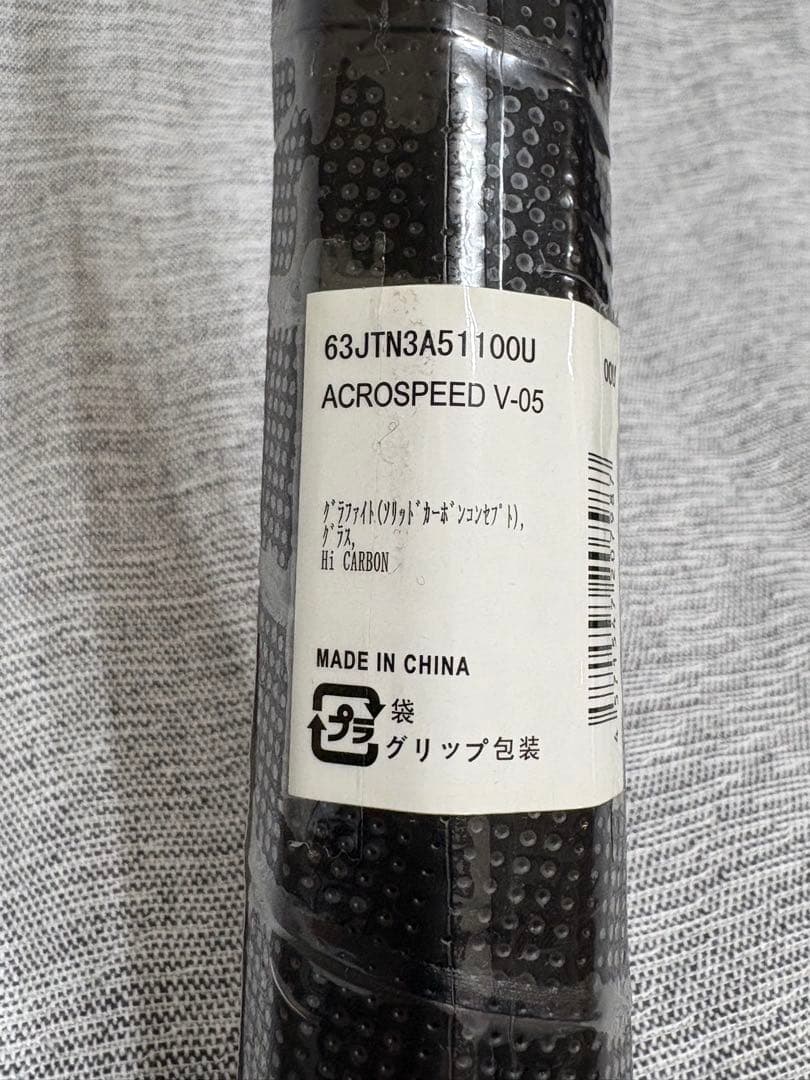 63JTN3A51100U
ACROSPEED V-05
00U
ｸﾞﾗﾌｧｲﾄ(ｿﾘｯﾄﾞｶｰﾎﾞﾝｺﾝｾﾌﾟﾄ),
ｸﾞﾗｽ,
Hi CARBON
MADE IN CHINA
プラ
袋
グリップ包装